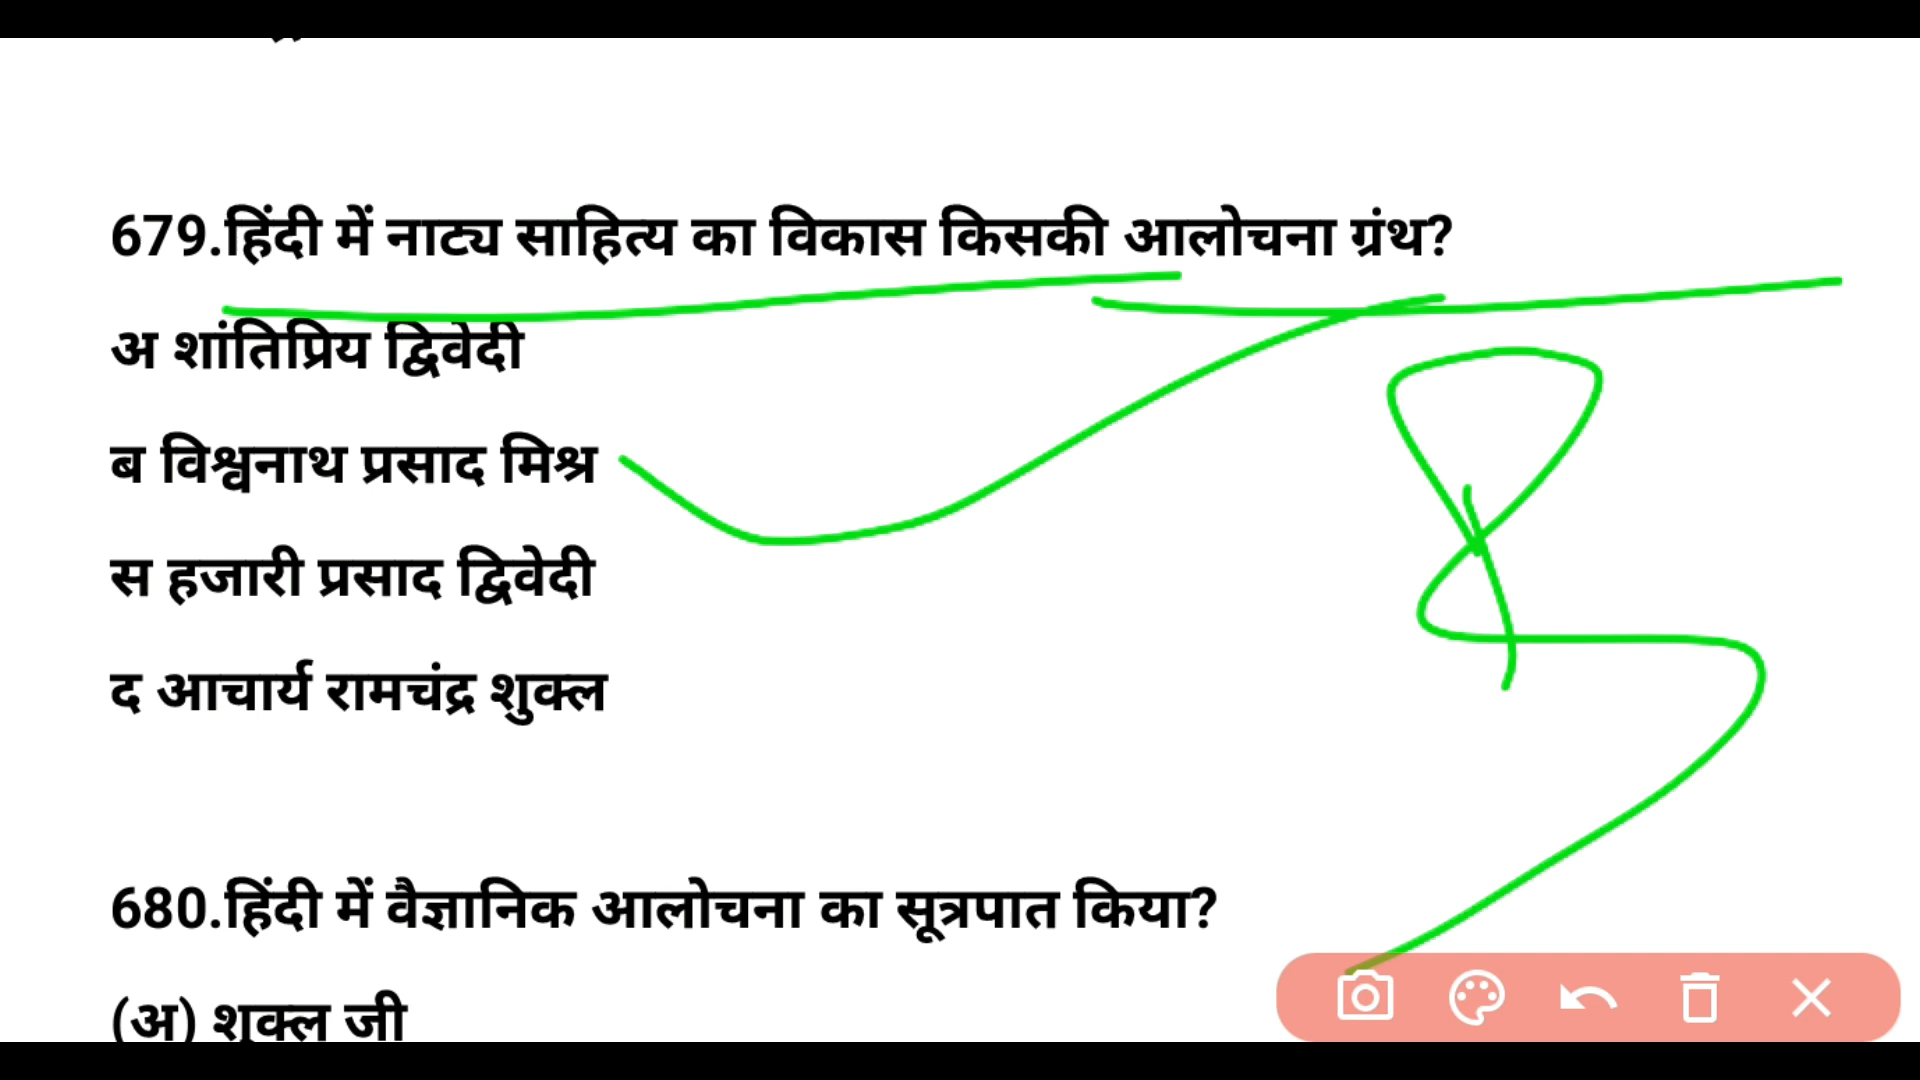 679.हिंदी में नाट्य साहित्य का विकास किसकी आलोचना ग्रंथ?
अ शांतिप्रिय द्विवेदी
ब विश्वनाथ प्रसाद मिश्र
स हजारी प्रसाद द्विवेदी
द आचार्य रामचंद्र शुक्ल
680.हिंदी में वैज्ञानिक आलोचना का सूत्रपात किया?
(अ) शुक्ल जी